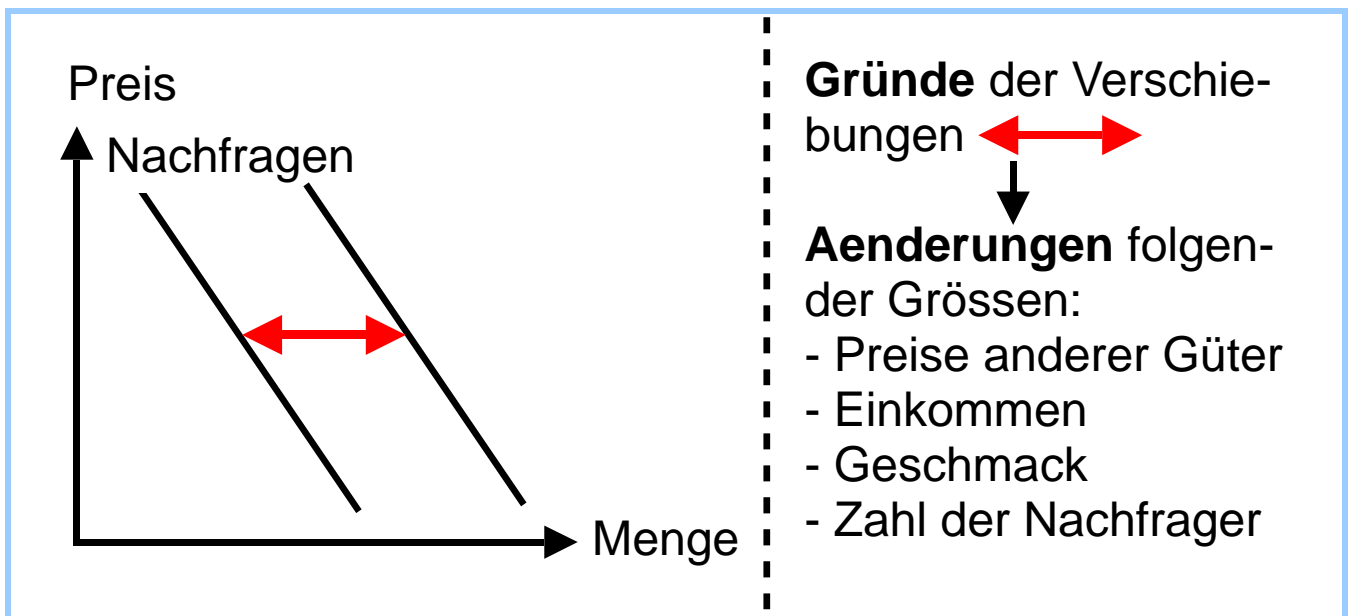 Preis
Nachfragen
Menge
Gründe der Verschie-
bungen
Aenderungen folgen-
der Grössen:
- Preise anderer Güter
- Einkommen
- Geschmack
- Zahl der Nachfrager